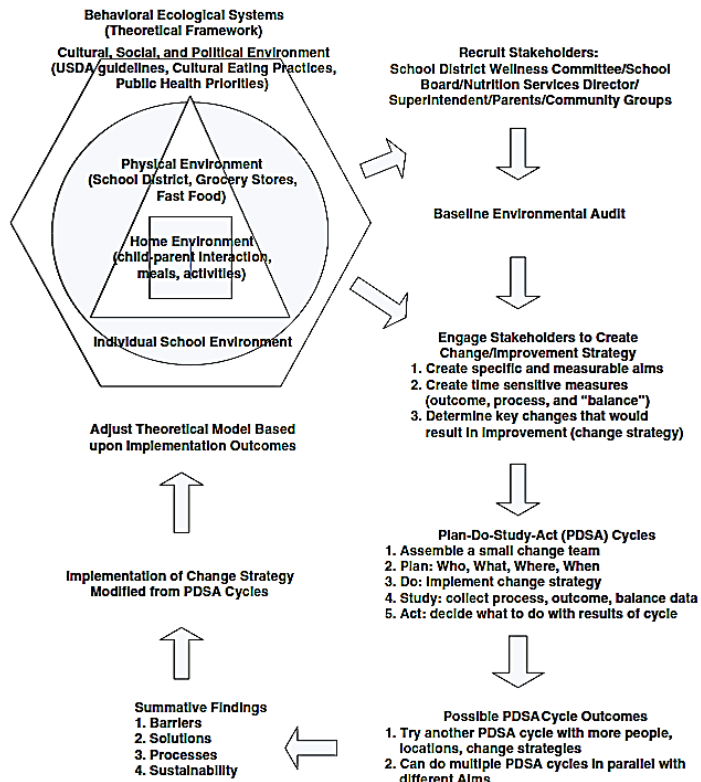 Behavioral Ecological Systems
(Theoretical Framework)
Cultural, Social, and Political Environment
(USDA guidelines, Cultural Eating Practices,
Public Health Priorities)
Physical Environment
(School District, Grocery Stores,
Fast Food)
Home Environment
(child-parent interaction,
meals, activities)
Individual School Environment
Recruit Stakeholders:
School District Wellness Committee/School
Board/Nutrition Services Director/
Superintendent/Parents/Community Groups
Baseline Environmental Audit
Engage Stakeholders to Create
Change/Improvement Strategy
1. Create specific and measurable aims
2. Create time sensitive measures
(outcome, process, and "balance")
3. Determine key changes that would
result in improvement (change strategy)
Plan-Do-Study-Act (PDSA) Cycles
1. Assemble a small change team
2. Plan: Who, What, Where, When
3. Do: Implement change strategy
4. Study: collect process, outcome, balance data
5. Act: decide what to do with results of cycle
Possible PDSA Cycle Outcomes
1. Try another PDSA cycle with more people,
locations, change strategies
2. Can do multiple PDSA cycles in parallel with
different Aims
Summative Findings
1. Barriers
2. Solutions
3. Processes
4. Sustainability
Implementation of Change Strategy
Modified from PDSA Cycles
Adjust Theoretical Model Based
upon Implementation Outcomes